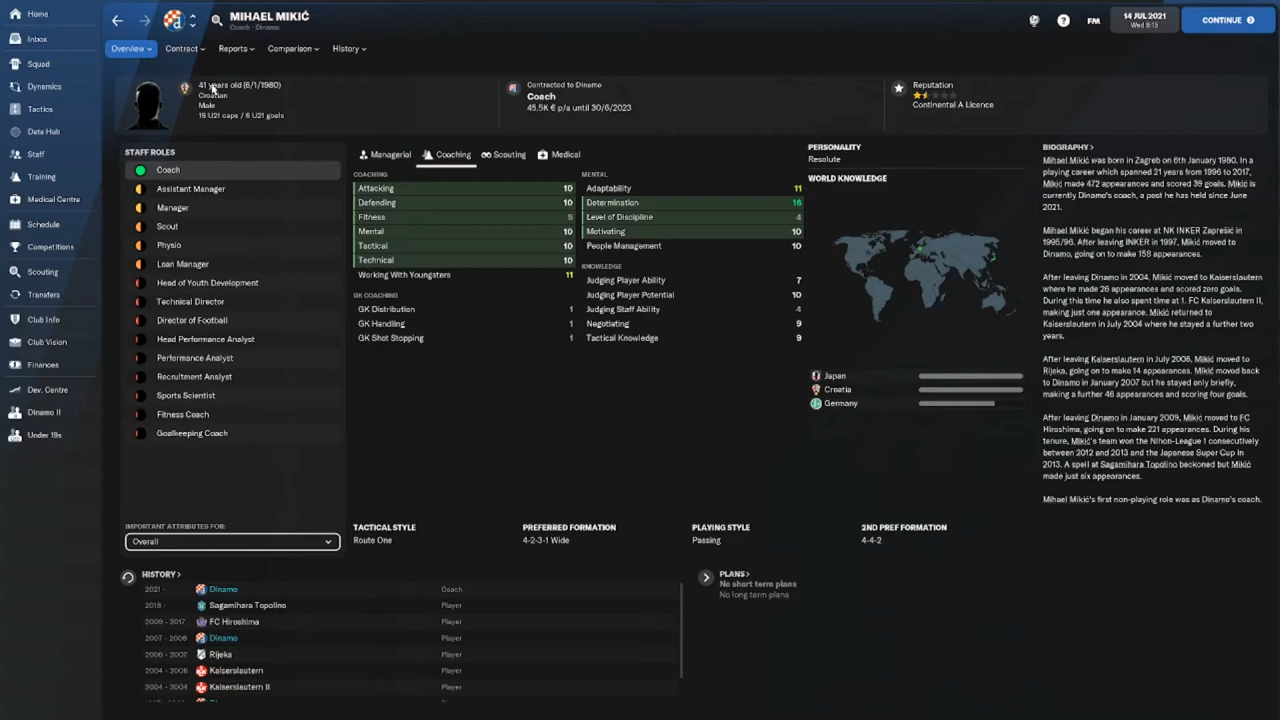 Home
Inbox
Squad
Dynamics
Tactics
Data Hub
Staff
Training
Medical Centre
Schedule
Competitions
Scouting
Transfers
Club Info
Club Vision
Finances
Dev. Centre
Dinamo II
Under 19s
MIHAEL MIKIĆ
Coach - Dinamo
FM
14 JUL 2021
Wed 9:15
CONTINUE
Overview
Contract
Reports
Comparison
History
41 years old (6/1/1980)
Croatian
Male
19 U21 caps / 6 U21 goals
Contracted to Dinamo
Coach
45.5K € p/a until 30/6/2023
Reputation
Continental A Licence
STAFF ROLES
Coach
Assistant Manager
Manager
Scout
Physio
Loan Manager
Head of Youth Development
Technical Director
Director of Football
Head Performance Analyst
Performance Analyst
Recruitment Analyst
Sports Scientist
Fitness Coach
Goalkeeping Coach
IMPORTANT ATTRIBUTES FOR:
Overall
Managerial
Coaching
Scouting
Medical
COACHING
Attacking 10
Defending 10
Fitness 5
Mental 10
Tactical 10
Technical 10
Working With Youngsters 11
GK COACHING
GK Distribution 1
GK Handling 1
GK Shot Stopping 1
MENTAL
Adaptability 11
Determination 16
Level of Discipline 4
Motivating 10
People Management 10
KNOWLEDGE
Judging Player Ability 7
Judging Player Potential 10
Judging Staff Ability 4
Negotiating 9
Tactical Knowledge 9
PERSONALITY
Resolute
WORLD KNOWLEDGE
Japan
Croatia
Germany
BIOGRAPHY >
Mihael Mikić was born in Zagreb on 6th January 1980. In a
playing career which spanned 21 years from 1996 to 2017,
Mikić made 472 appearances and scored 39 goals. Mikić is
currently Dinamo's coach, a post he has held since June
2021.
Mikić began his career at NK INKER Zaprešić in
1995/96. After leaving INKER in 1997, Mikić moved to
Dinamo, going on to make 158 appearances.
After leaving Dinamo in 2004, Mikić moved to Kaiserslautern
where he made 26 appearances and scored zero goals.
During this time he also spent time at 1. FC Kaiserslautern II,
making just one appearance. Mikić returned to
Kaiserslautern in July 2004 where he stayed a further two
years.
After leaving Kaiserslautern in July 2006, Mikić moved to
Rijeka, going on to make 14 appearances. Mikić moved back
to Dinamo in January 2007 but he stayed only briefly,
making a further 46 appearances and scoring four goals.
After leaving Dinamo in January 2009, Mikić moved to FC
Hiroshima, going on to make 221 appearances. During his
tenure, Mikić's team won the Nihon-League 1 consecutively
between 2012 and 2013 and the Japanese Super Cup in
2013. A spell at Sagamihara Topolino beckoned but Mikić
made just six appearances.
Mihael Mikić's first non-playing role was as Dinamo's coach.
TACTICAL STYLE
Route One
PREFERRED FORMATION
4-2-3-1 Wide
PLAYING STYLE
Passing
2ND PREF FORMATION
4-4-2
HISTORY >
2021 - Dinamo Coach
2018 - Sagamihara Topolino Player
2009 - 2017 FC Hiroshima Player
2007 - 2008 Dinamo Player
2006 - 2007 Rijeka Player
2004 - 2006 Kaiserslautern Player
2004 - 2004 Kaiserslautern II Player
PLANS >
No short term plans
No long term plans